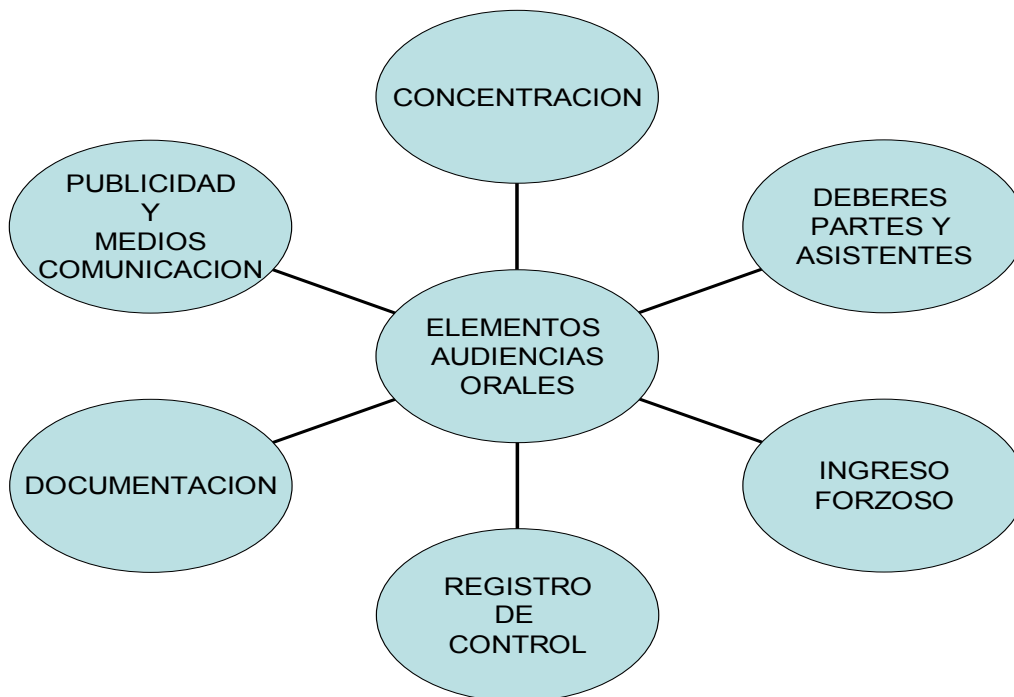 CONCENTRACION
PUBLICIDAD
Y
MEDIOS
COMUNICACION
DEBERES
PARTES Y
ASISTENTES
ELEMENTOS
AUDIENCIAS
ORALES
DOCUMENTACION
INGRESO
FORZOSO
REGISTRO
DE
CONTROL